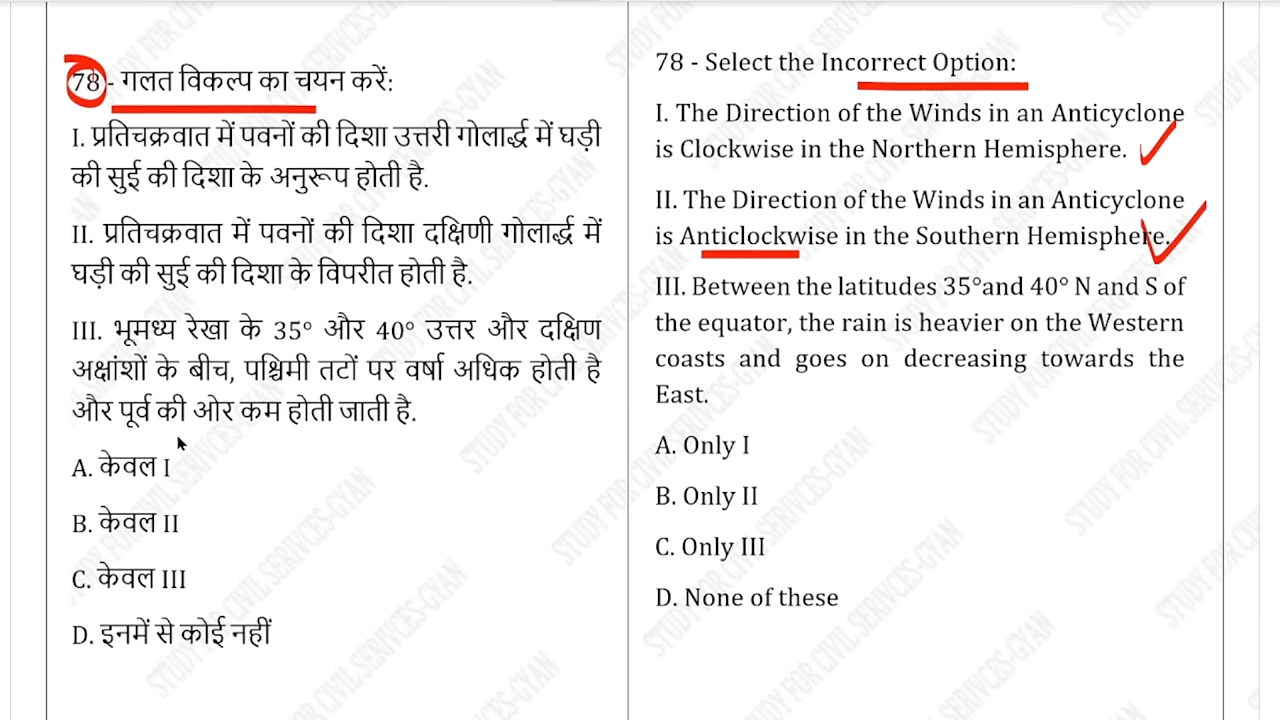 78 - गलत विकल्प का चयन करें:
I. प्रतिचक्रवात में पवनों की दिशा उत्तरी गोलार्द्ध में घड़ी
की सुई की दिशा के अनुरूप होती है.
II. प्रतिचक्रवात में पवनों की दिशा दक्षिणी गोलार्द्ध में
घड़ी की सुई की दिशा के विपरीत होती है.
III. भूमध्य रेखा के 35° और 40° उत्तर और दक्षिण
अक्षांशों के बीच, पश्चिमी तटों पर वर्षा अधिक होती है
और पूर्व की ओर कम होती जाती है.
A. केवल I
B. केवल II
C. केवल III
D. इनमें से कोई नहीं
78 - Select the Incorrect Option:
I. The Direction of the Winds in an Anticyclone
is Clockwise in the Northern Hemisphere.
II. The Direction of the Winds in an Anticyclone
is Anticlockwise in the Southern Hemisphere.
III. Between the latitudes 35°and 40° N and S of
the equator, the rain is heavier on the Western
coasts and goes on decreasing towards the
East.
A. Only I
B. Only II
C. Only III
D. None of these
STUDY FOR CIVIL SERIVCES-GYAN